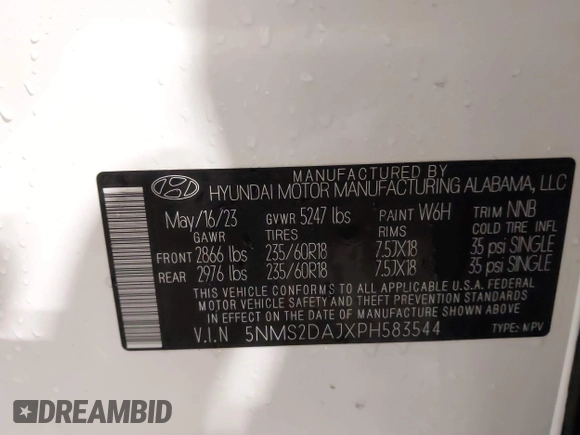 MANUFACTURED BY
HYUNDAI MOTOR MANUFACTURING ALABAMA, LLC
May/16/23 GVWR 5247 lbs PAINT W6H TRIM NNB
GAWR TIRES RIMS COLD TIRE INFL
FRONT 2866 lbs 235/60R18 7.5JX18 35 psi SINGLE
REAR 2976 lbs 235/60R18 7.5JX18 35 psi SINGLE
THIS VEHICLE CONFORMS TO ALL APPLICABLE U.S.A. FEDERAL
MOTOR VEHICLE SAFETY AND THEFT PREVENTION STANDARDS
IN EFFECT ON THE DATE OF MANUFACTURE SHOWN ABOVE.
V.I.N 5NMS2DAJXPH583544 TYPE: MPV
DREAMBID